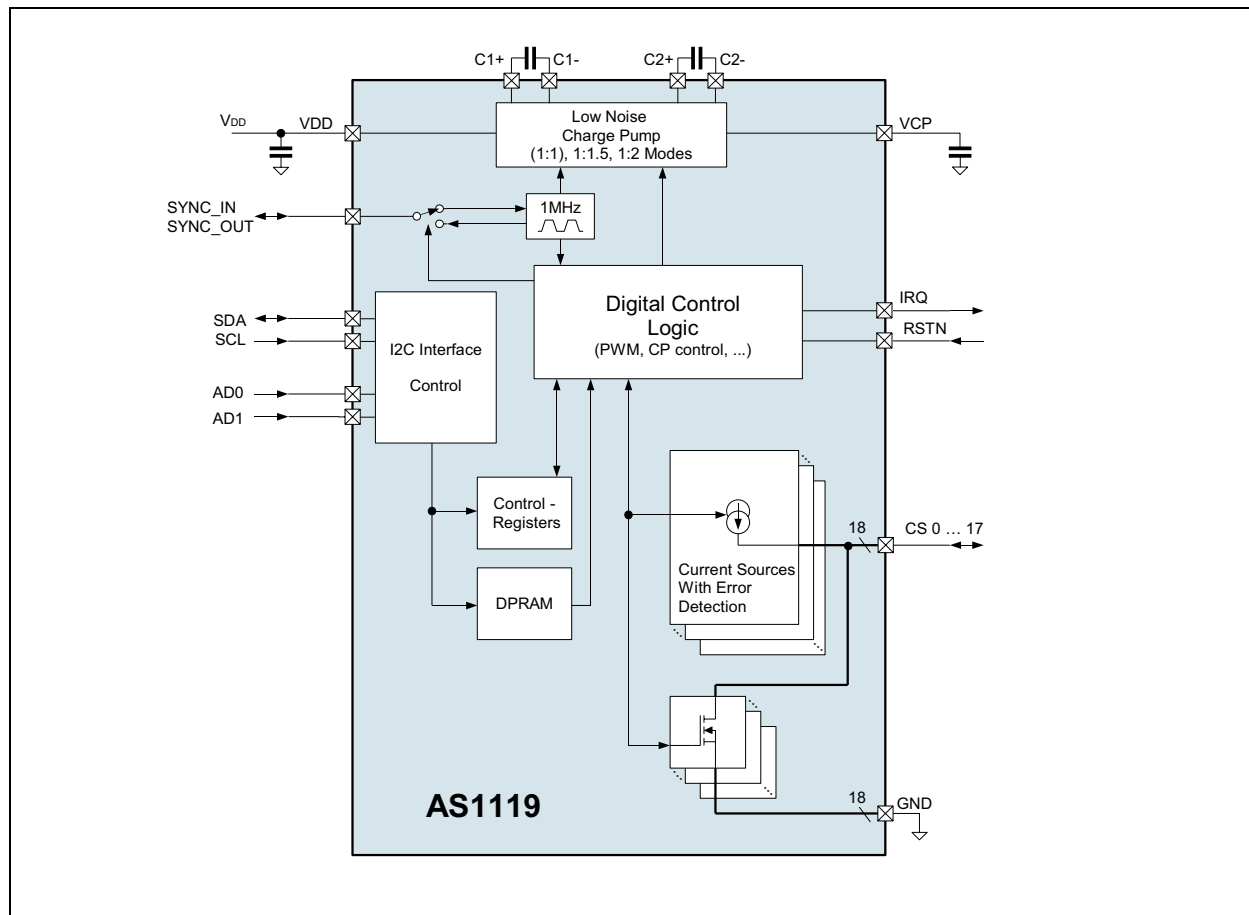 C1+
C1-
C2+
C2-
Low Noise
Charge Pump
(1:1), 1:1.5, 1:2 Modes
VDD
VDD
VCP
SYNC_IN
SYNC_OUT
1MHz
Digital Control
Logic
(PWM, CP control, ...)
IRQ
RSTN
SDA
SCL
AD0
AD1
I2C Interface
Control
Control -
Registers
DPRAM
Current Sources
With Error
Detection
18
CS 0 ... 17
18
GND
AS1119